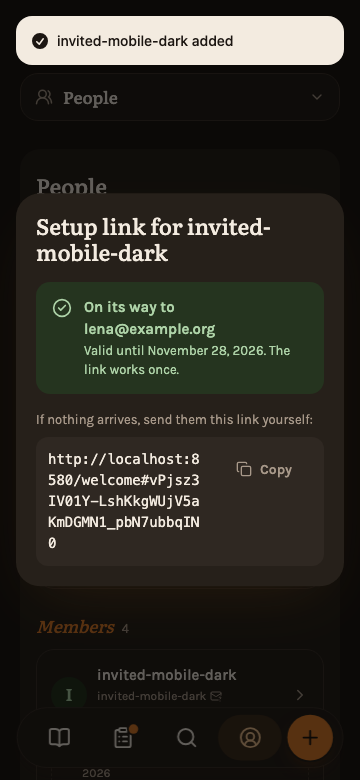 invited-mobile-dark added
People
People
Setup link for invited-
mobile-dark
On its way to
lena@example.org
Valid until November 28, 2026. The
link works once.
If nothing arrives, send them this link yourself:
http://localhost:8
580/welcome#vPjsz3
IV01Y-LshKkgWUjV5a
KmDGMN1_pbN7ubbqIN
0
Copy
Members 4
invited-mobile-dark
I
invited-mobile-dark
2026